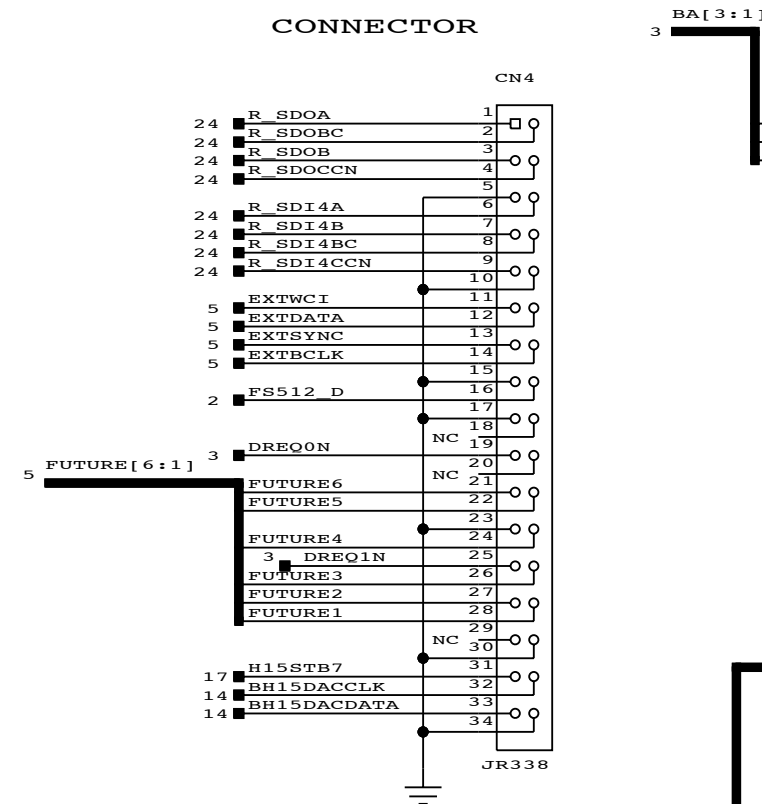 CONNECTOR
BA[3:1]
3
CN4
R_SDOA 1
24
R_SDOBC 2
24
R_SDOB 3
24
R_SDOCCN 4
24
5
R_SDI4A 6
24
R_SDI4B 7
24
R_SDI4BC 8
24
R_SDI4CCN 9
24
10
EXTWCI 11
5
EXTDATA 12
5
EXTSYNC 13
5
EXTBCLK 14
5
15
FS512_D 16
2
17
18
NC
DREQ0N 19
3
20
NC
FUTURE[6:1]
5
FUTURE6 21
FUTURE5 22
23
FUTURE4 24
3 DREQ1N 25
FUTURE3 26
FUTURE2 27
FUTURE1 28
29
NC
30
H15STB7 31
17
BH15DACCLK 32
14
BH15DACDATA 33
14
34
JR338